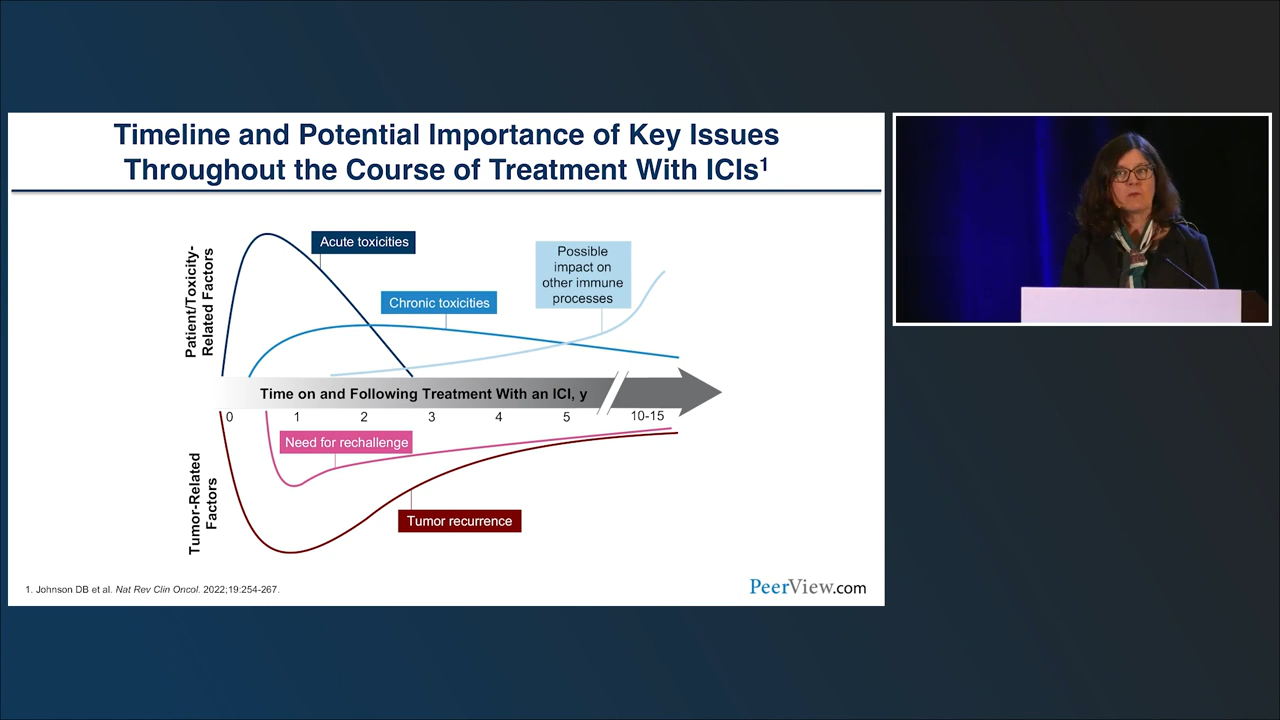 Timeline and Potential Importance of Key Issues
Throughout the Course of Treatment With ICIs1
Patient/Toxicity-
Related Factors
Acute toxicities
Chronic toxicities
Possible
impact on
other immune
processes
Time on and Following Treatment With an ICI, y
0 1 2 3 4 5 10-15
Tumor-Related
Factors
Need for rechallenge
Tumor recurrence
1. Johnson DB et al. Nat Rev Clin Oncol. 2022;19:254-267.
PeerView.com